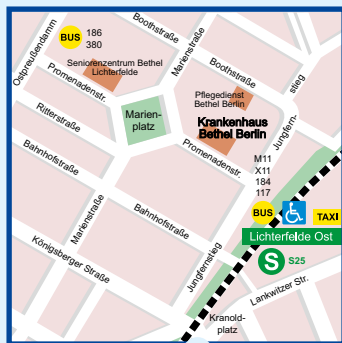 Ostpreußendamm
BUS
186
380
Boothstraße
Marienstraße
Seniorenzentrum Bethel
Lichterfelde
Promenadenstr.
Boothstraße
Jungfern-
stieg
Ritterstraße
Marien-
platz
Pflegedienst
Bethel Berlin
Krankenhaus
Bethel Berlin
Promenadenstr.
Bahnhofstraße
M11
X11
184
117
BUS
TAXI
Marienstraße
Bahnhofstraße
Lichterfelde Ost
S
S25
Königsberger Straße
Jungfernstieg
Lankwitzer Str.
Kranold-
platz